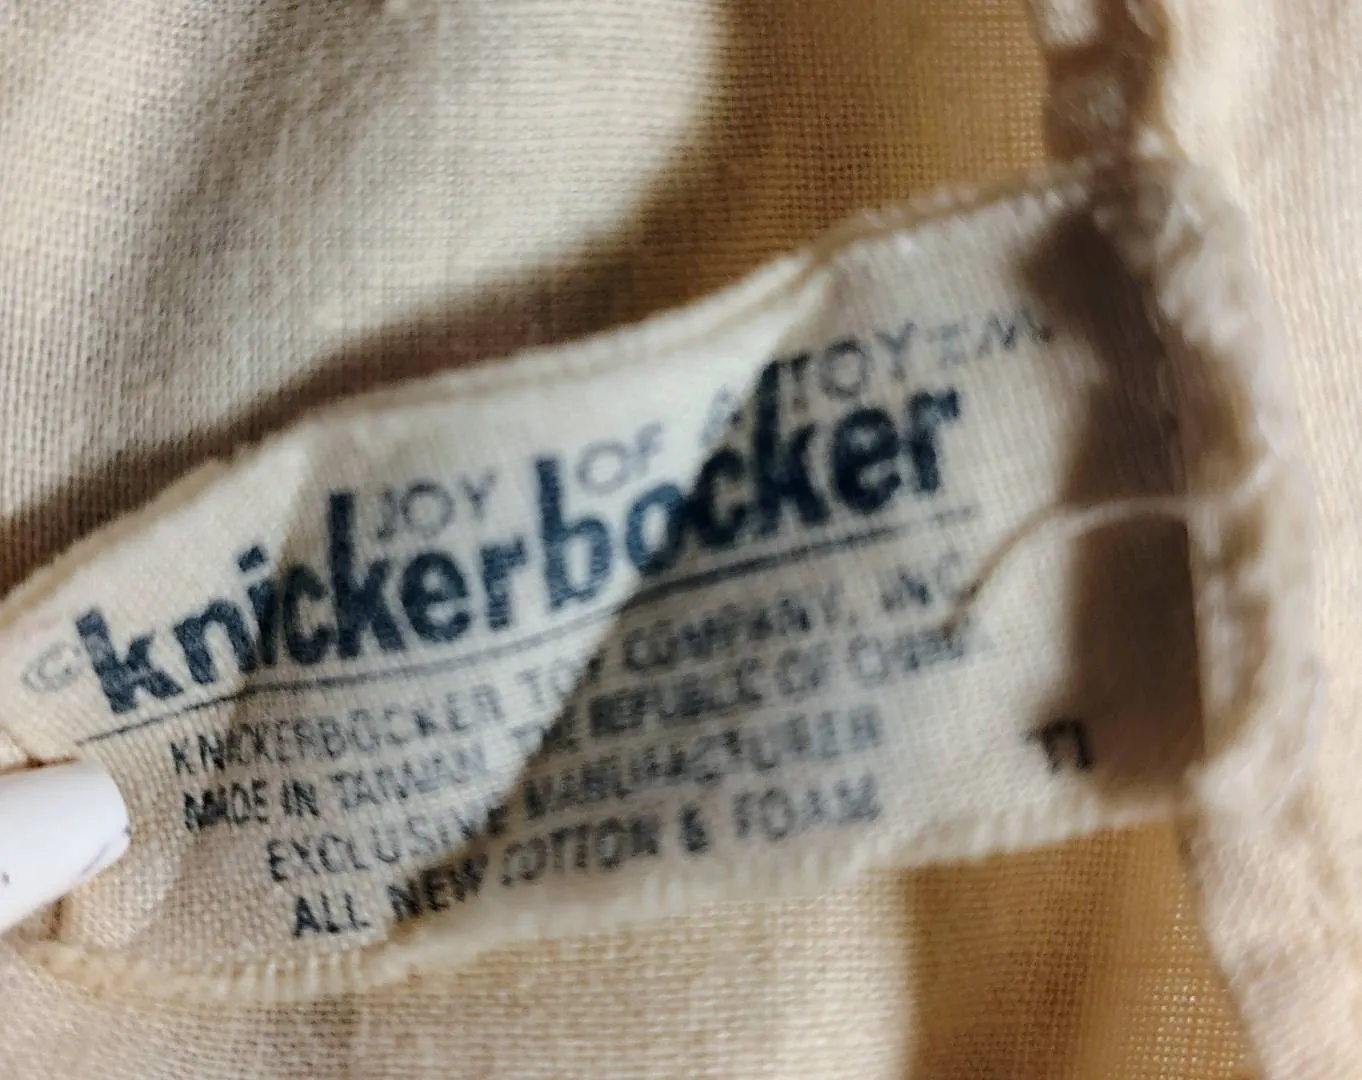 JOY OF A TOY
knickerbocker
KNICKERBOCKER TOY COMPANY, INC
MADE IN TAIWAN THE REPUBLIC OF CHINA
EXCLUSIVE MANUFACTURER
ALL NEW COTTON & FOAM